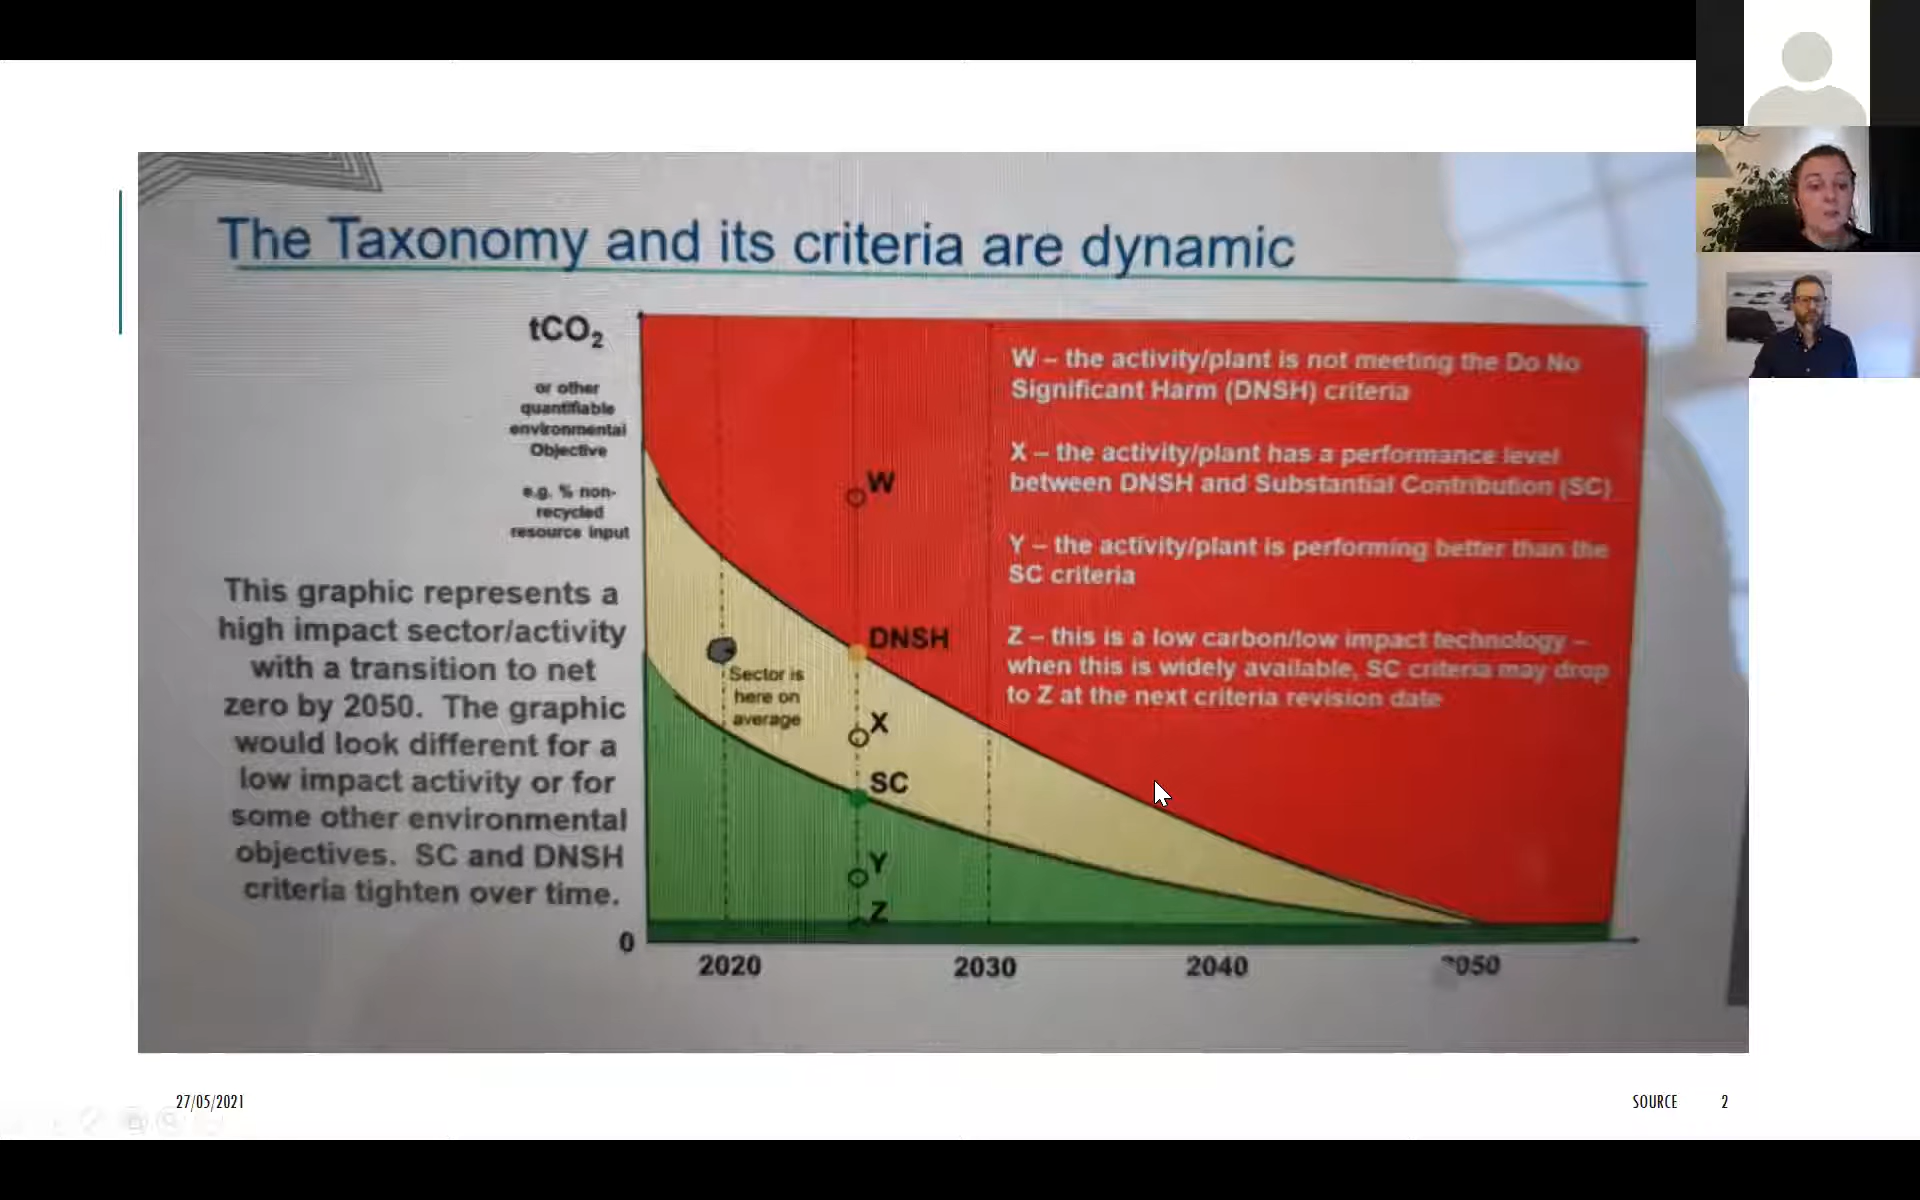 The Taxonomy and its criteria are dynamic
tCO2
or other
quantifiable
environmental
Objective
e.g. % non-
recycled
resource input
This graphic represents a
high impact sector/activity
with a transition to net
zero by 2050. The graphic
would look different for a
low impact activity or for
some other environmental
objectives. SC and DNSH
criteria tighten over time.
W – the activity/plant is not meeting the Do No
Significant Harm (DNSH) criteria
X – the activity/plant has a performance level
between DNSH and Substantial Contribution (SC)
Y – the activity/plant is performing better than the
SC criteria
Z – this is a low carbon/low impact technology –
when this is widely available, SC criteria may drop
to Z at the next criteria revision date
W
DNSH
Sector is
here on
average
X
SC
Y
Z
0
2020
2030
2040
2050
27/05/2021
SOURCE
2